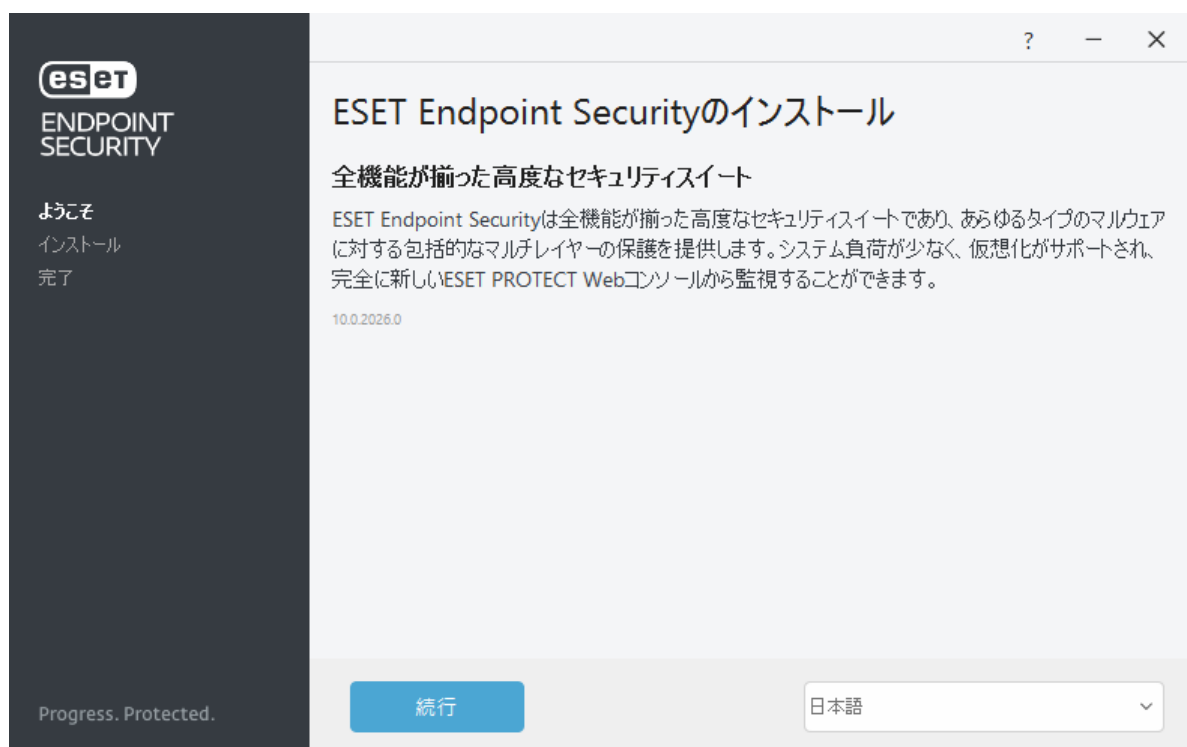 eset
ENDPOINT
SECURITY
ようこそ
インストール
完了
Progress. Protected.
?
ESET Endpoint Securityのインストール
全機能が揃った高度なセキュリティスイート
ESET Endpoint Securityは全機能が揃った高度なセキュリティスイートであり、あらゆるタイプのマルウェア
に対する包括的なマルチレイヤーの保護を提供します。システム負荷が少なく、仮想化がサポートされ、
完全に新しいESET PROTECT Webコンソールから監視することができます。
10.0.2026.0
続行
日本語